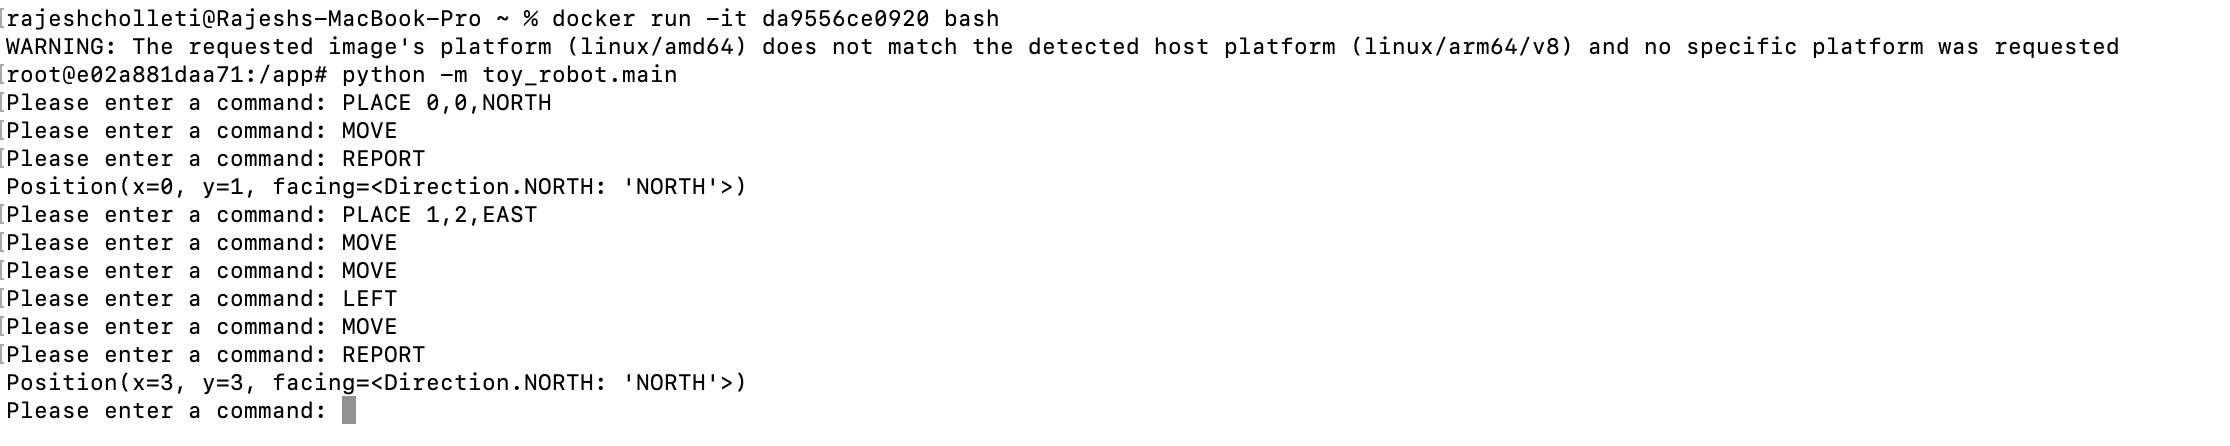 rajeshcholleti@Rajeshs-MacBook-Pro ~ % docker run -it da9556ce0920 bash
WARNING: The requested image's platform (linux/amd64) does not match the detected host platform (linux/arm64/v8) and no specific platform was requested
root@e02a881daa71:/app# python -m toy_robot.main
Please enter a command: PLACE 0,0,NORTH
Please enter a command: MOVE
Please enter a command: REPORT
Position(x=0, y=1, facing=<Direction.NORTH: 'NORTH'>)
Please enter a command: PLACE 1,2,EAST
Please enter a command: MOVE
Please enter a command: MOVE
Please enter a command: LEFT
Please enter a command: MOVE
Please enter a command: REPORT
Position(x=3, y=3, facing=<Direction.NORTH: 'NORTH'>)
Please enter a command: